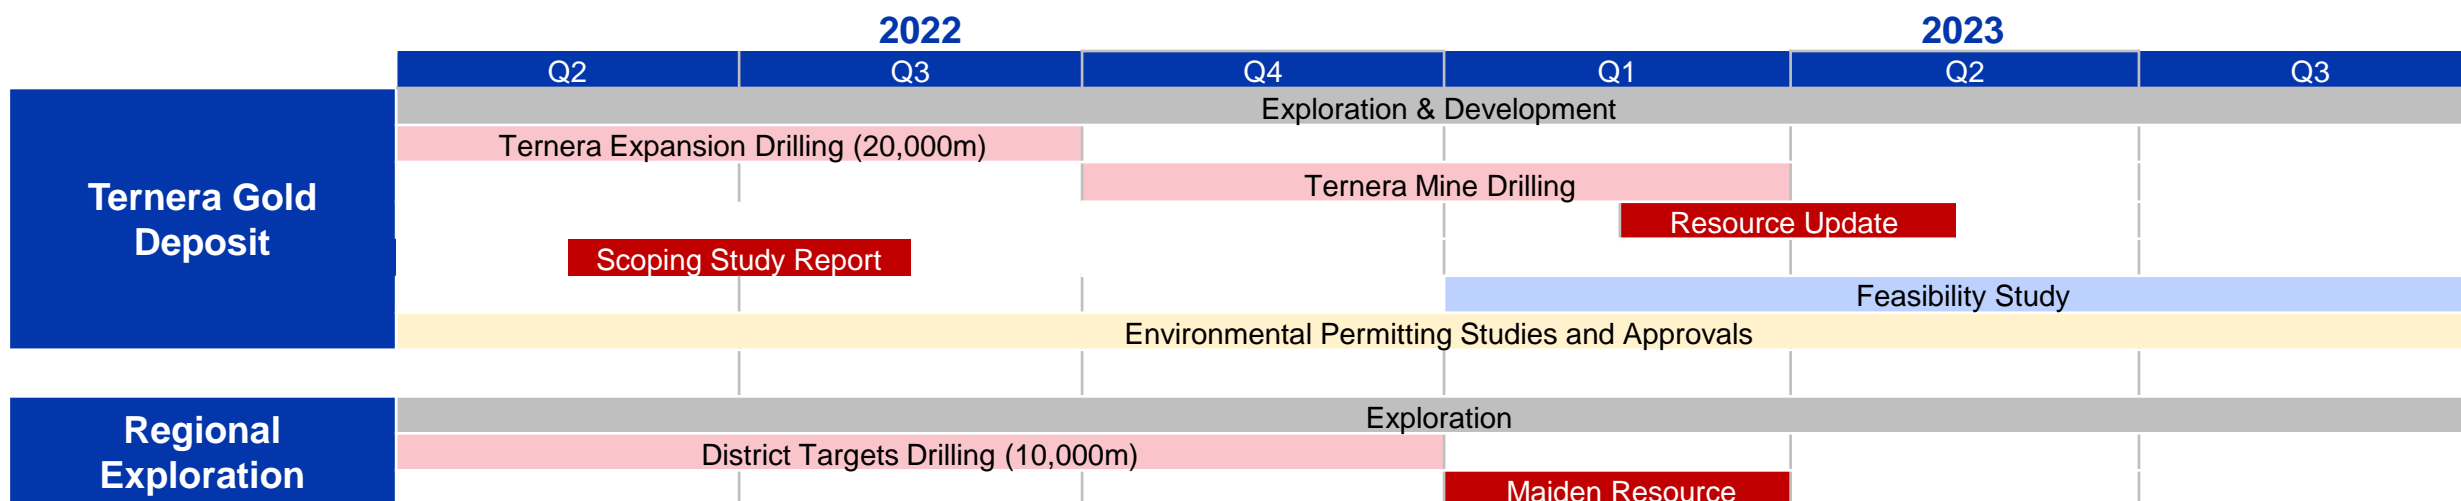 2022 2023
Q2 Q3 Q4 Q1 Q2 Q3
Exploration & Development
Ternera Expansion Drilling (20,000m)
Ternera Gold
Deposit
Ternera Mine Drilling
Resource Update
Scoping Study Report
Feasibility Study
Environmental Permitting Studies and Approvals
Regional
Exploration
Exploration
District Targets Drilling (10,000m)
Maiden Resource